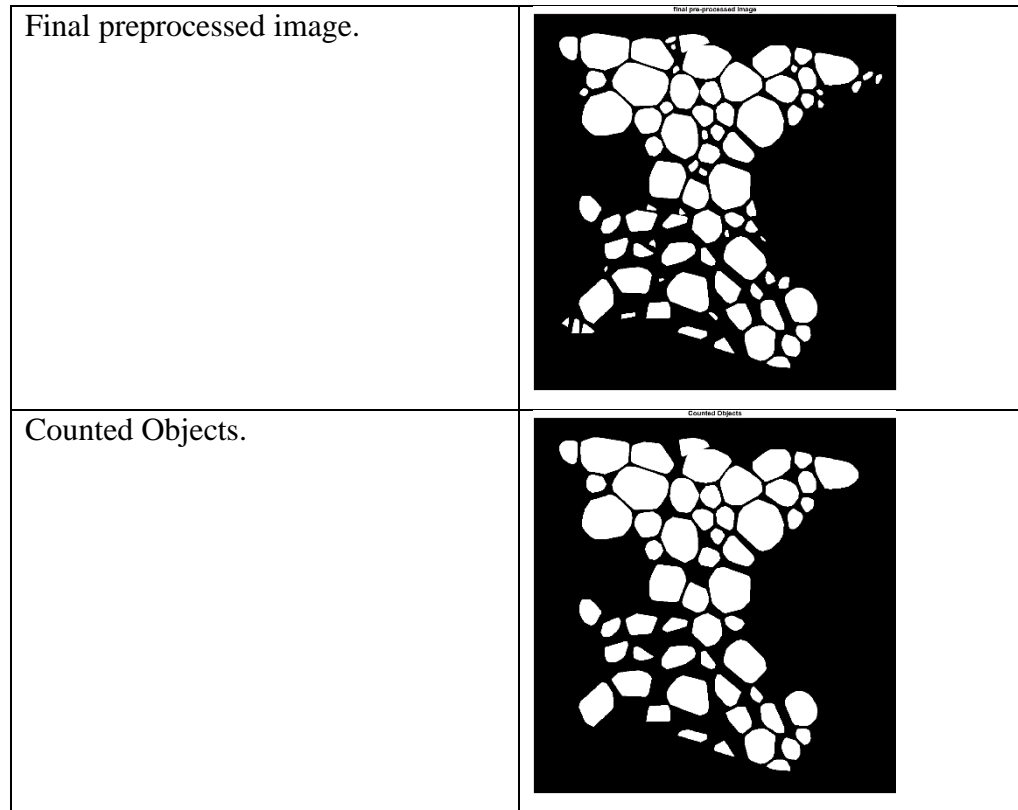 final pre-processed image
Final preprocessed image.
Counted Objects
Counted Objects.